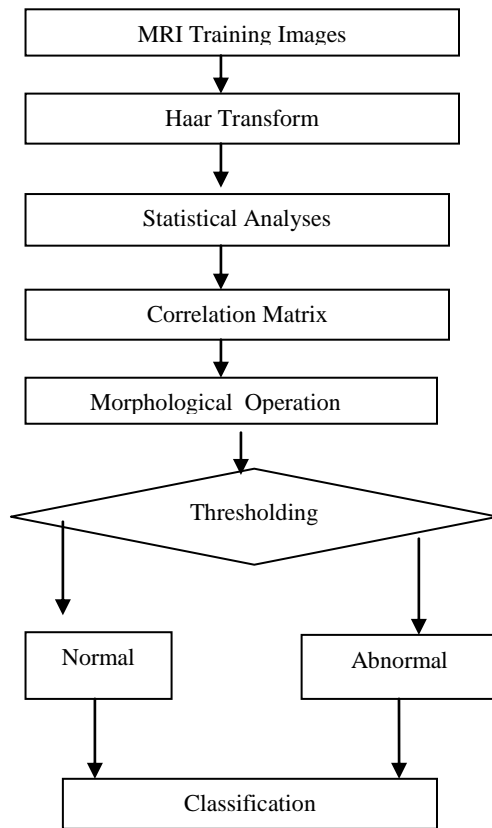 MRI Training Images
Haar Transform
Statistical Analyses
Correlation Matrix
Morphological Operation
Thresholding
Normal
Abnormal
Classification